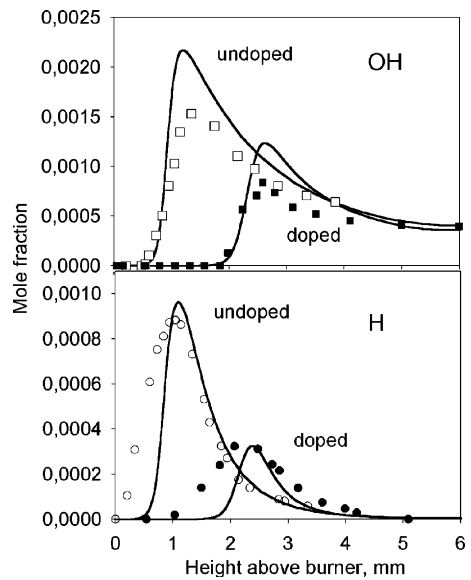 0,0025
undoped
OH
0,0020
0,0015
doped
0,0010
0,0005
doped
0,0000
Mole fraction
0,0010
undoped
H
0,0008
0,0006
doped
0,0004
0,0002
0,0000
0 1 2 3 4 5 6
Height above burner, mm